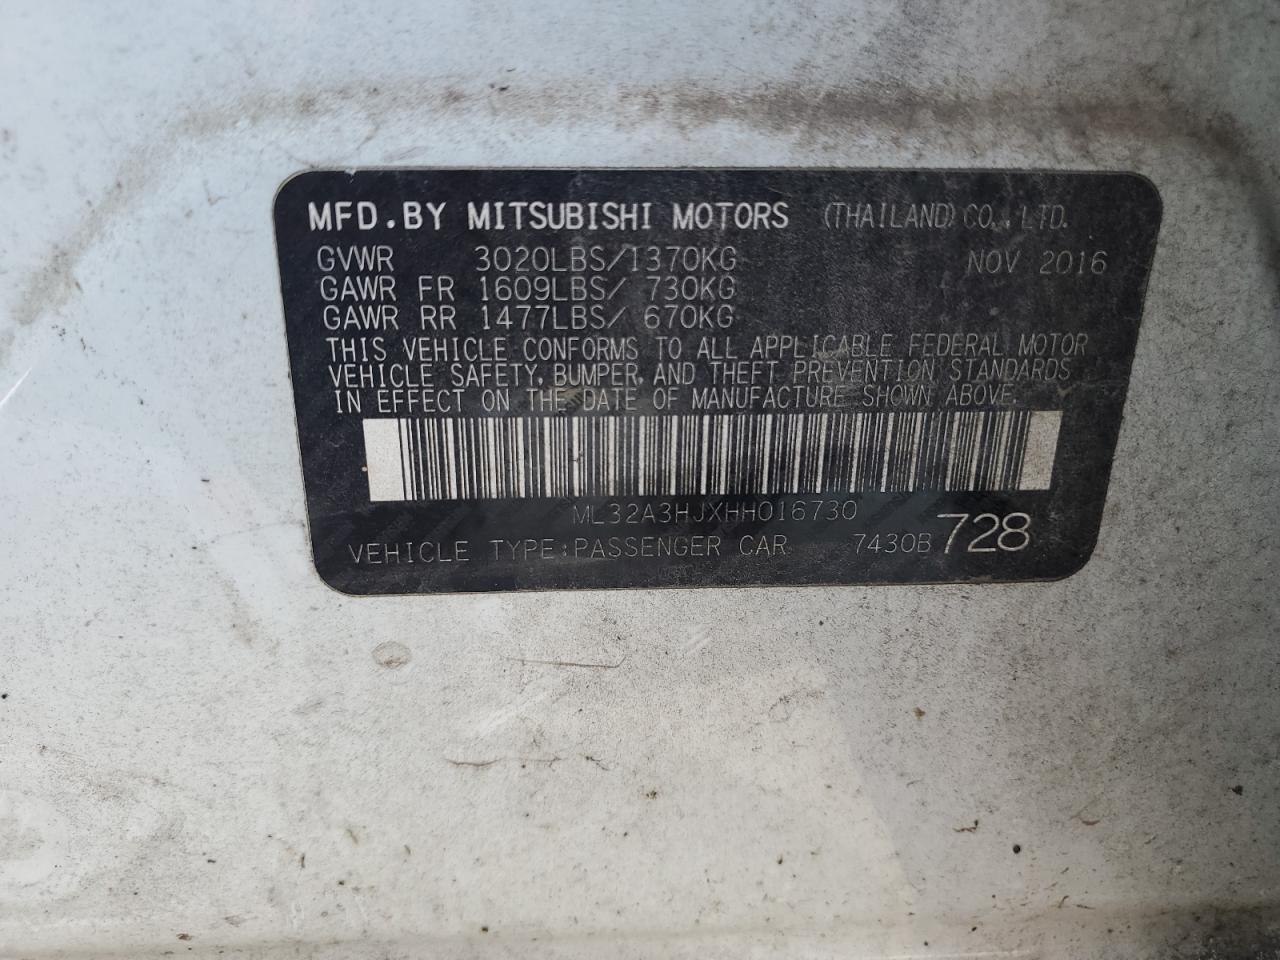 MFD.BY MITSUBISHI MOTORS (THAILAND) CO.,LTD.
GVWR 3020LBS/1370KG NOV 2016
GAWR FR 1609LBS/ 730KG
GAWR RR 1477LBS/ 670KG
THIS VEHICLE CONFORMS TO ALL APPLICABLE FEDERAL MOTOR
VEHICLE SAFETY, BUMPER, AND THEFT PREVENTION STANDARDS
IN EFFECT ON THE DATE OF MANUFACTURE SHOWN ABOVE.
ML32A3HJXHH016730
VEHICLE TYPE:PASSENGER CAR 7430B 728